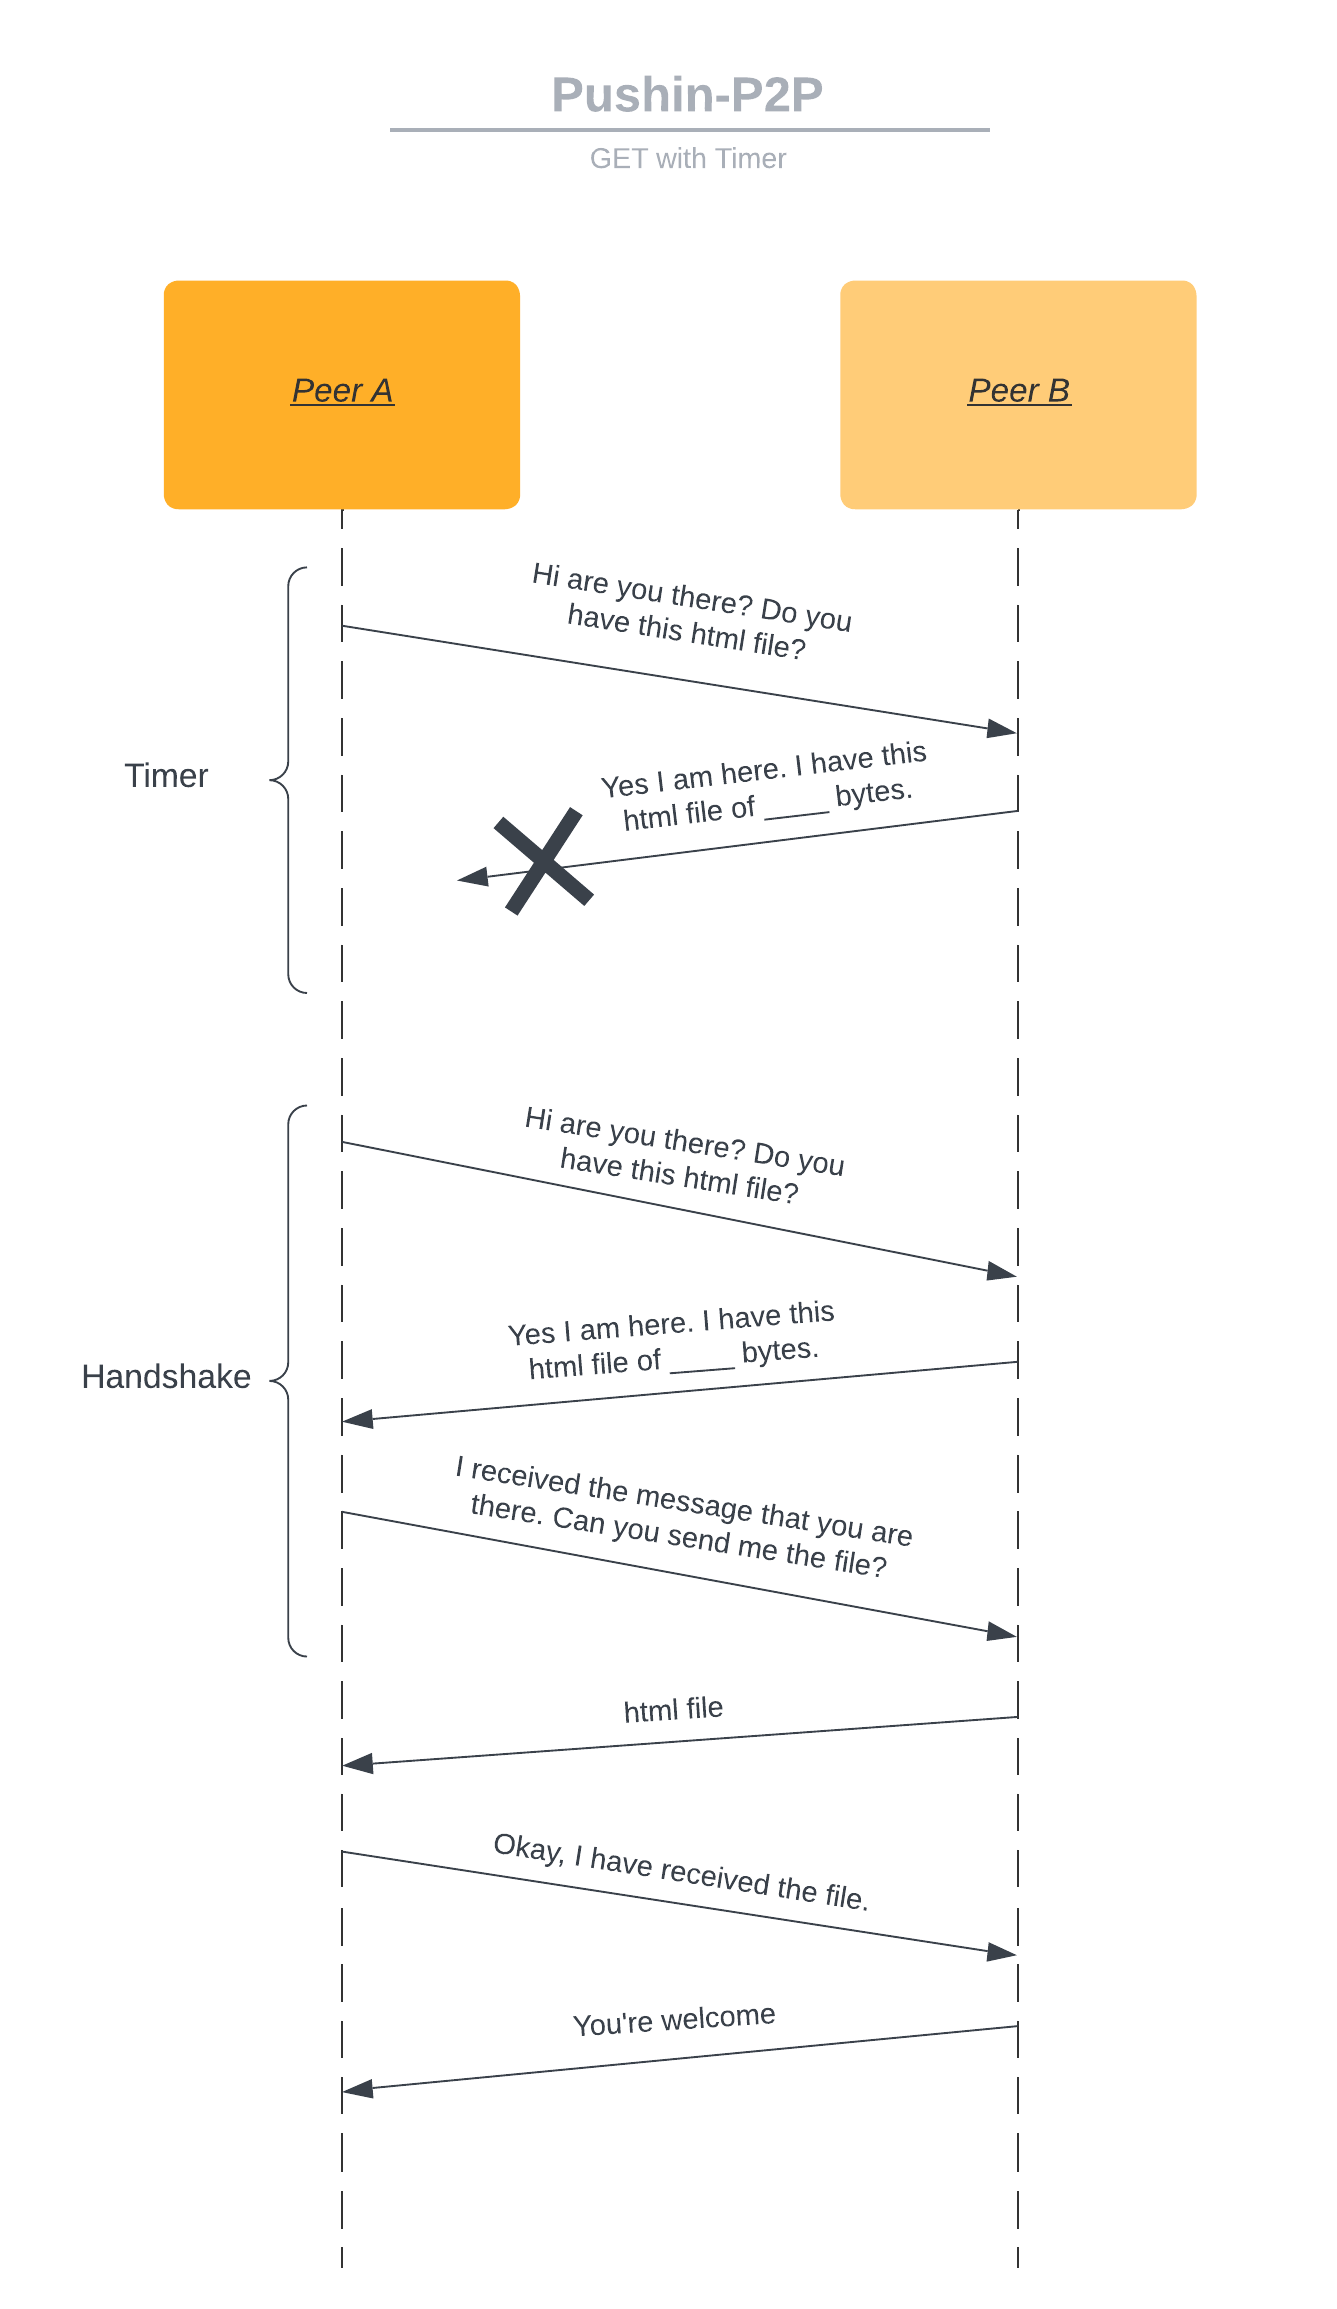 Pushin-P2P
GET with Timer
Peer A
Peer B
Hi are you there? Do you
have this html file?
Timer
Yes I am here. I have this
html file of ____ bytes.
Hi are you there? Do you
have this html file?
Handshake
Yes I am here. I have this
html file of ____ bytes.
I received the message that you are
there. Can you send me the file?
html file
Okay, I have received the file.
You're welcome